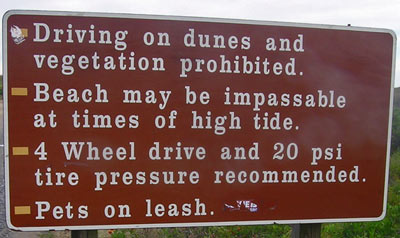 Driving on dunes and
vegetation prohibited.
Beach may be impassable
at times of high tide.
4 Wheel drive and 20 psi
tire pressure recommended.
Pets on leash.